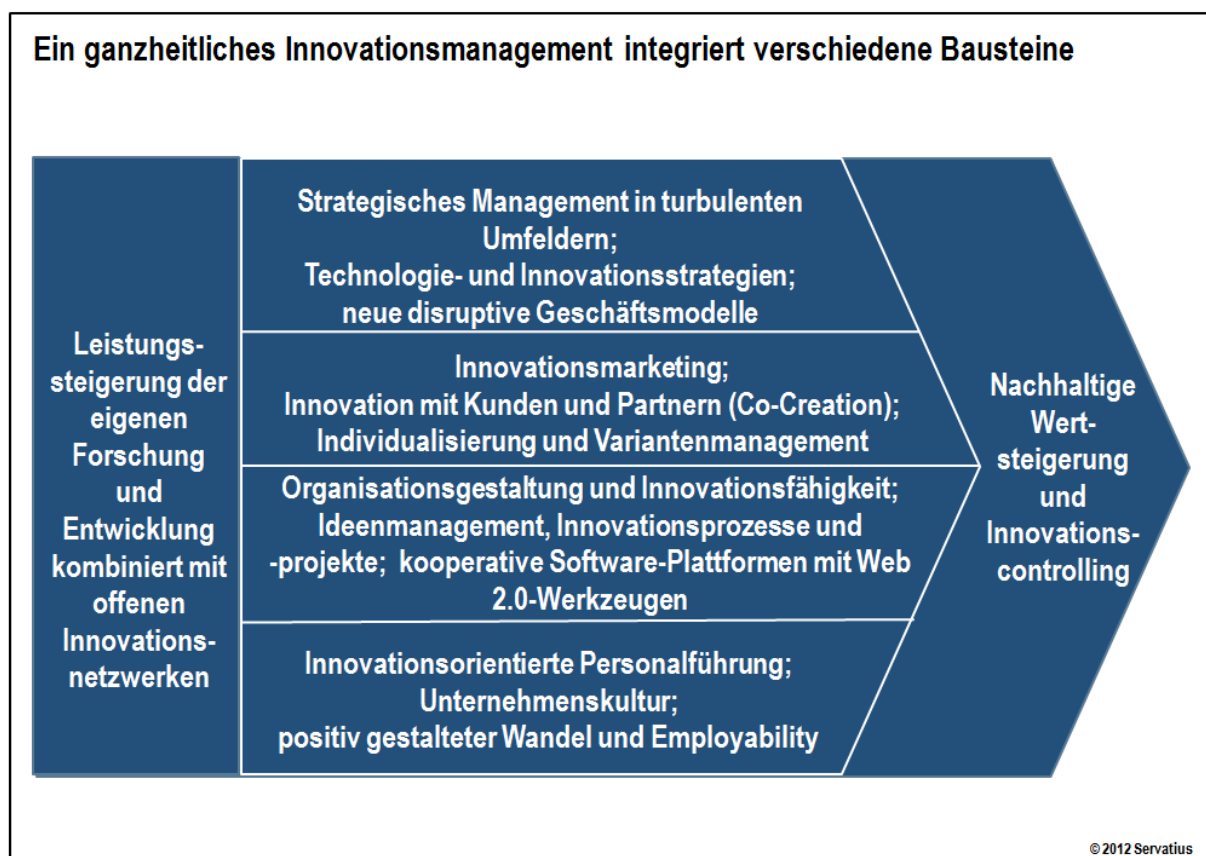 Ein ganzheitliches Innovationsmanagement integriert verschiedene Bausteine
Leistungs-
steigerung der
eigenen
Forschung
und
Entwicklung
kombiniert mit
offenen
Innovations-
netzwerken
Strategisches Management in turbulenten
Umfeldern;
Technologie- und Innovationsstrategien;
neue disruptive Geschäftsmodelle
Innovationsmarketing;
Innovation mit Kunden und Partnern (Co-Creation);
Individualisierung und Variantenmanagement
Organisationsgestaltung und Innovationsfähigkeit;
Ideenmanagement, Innovationsprozesse und
-projekte; kooperative Software-Plattformen mit Web
2.0-Werkzeugen
Innovationsorientierte Personalführung;
Unternehmenskultur;
positiv gestalteter Wandel und Employability
Nachhaltige
Wert-
steigerung
und
Innovations-
controlling
© 2012 Servatius